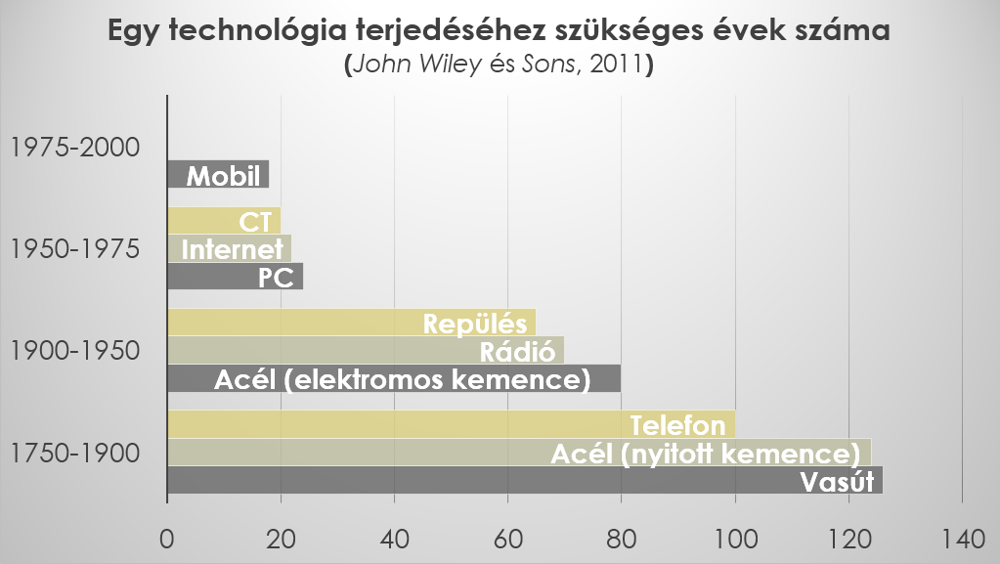 Egy technológia terjedéséhez szükséges évek száma
(John Wiley és Sons, 2011)
1975-2000
Mobil
CT
1950-1975
Internet
PC
Repülés
1900-1950
Rádió
Acél (elektromos kemence)
Telefon
1750-1900
Acél (nyitott kemence)
Vasút
0 20 40 60 80 100 120 140